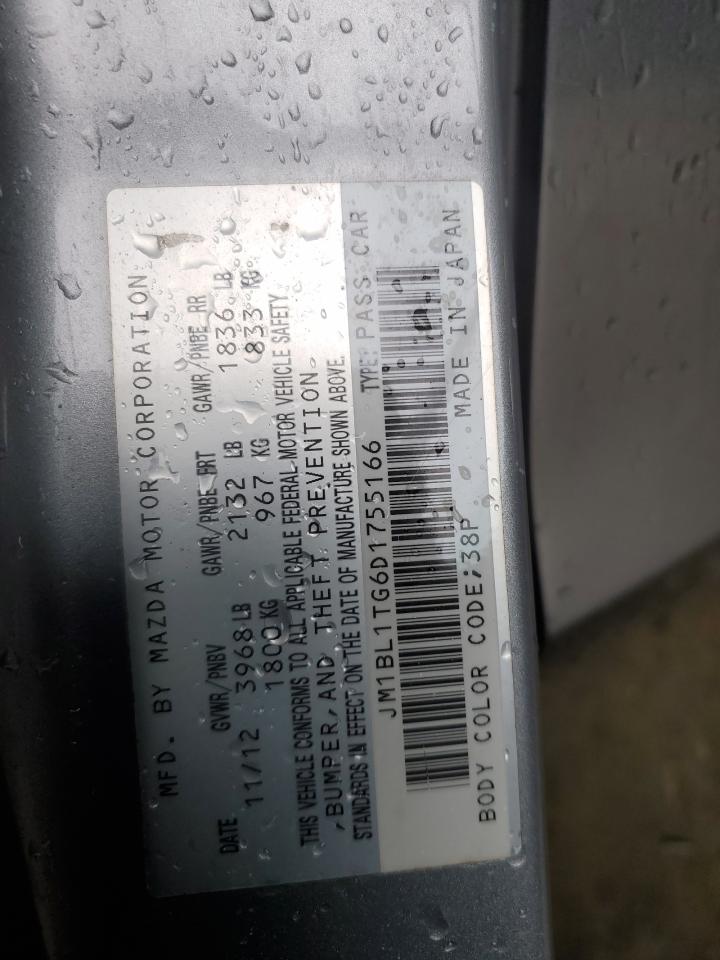 MFD. BY MAZDA MOTOR CORPORATION
DATE GVWR/PNBV GAWR/PNBE FRT GAWR/PNBE RR
11/12 3968 LB 2132 LB 1836 LB
1800 KG 967 KG 833 KG
THIS VEHICLE CONFORMS TO ALL APPLICABLE FEDERAL MOTOR VEHICLE SAFETY
,BUMPER,AND THEFT PREVENTION
STANDARDS IN EFFECT ON THE DATE OF MANUFACTURE SHOWN ABOVE.
JM1BL1TG6D1755166 TYPE: PASS CAR
BODY COLOR CODE;38P MADE IN JAPAN